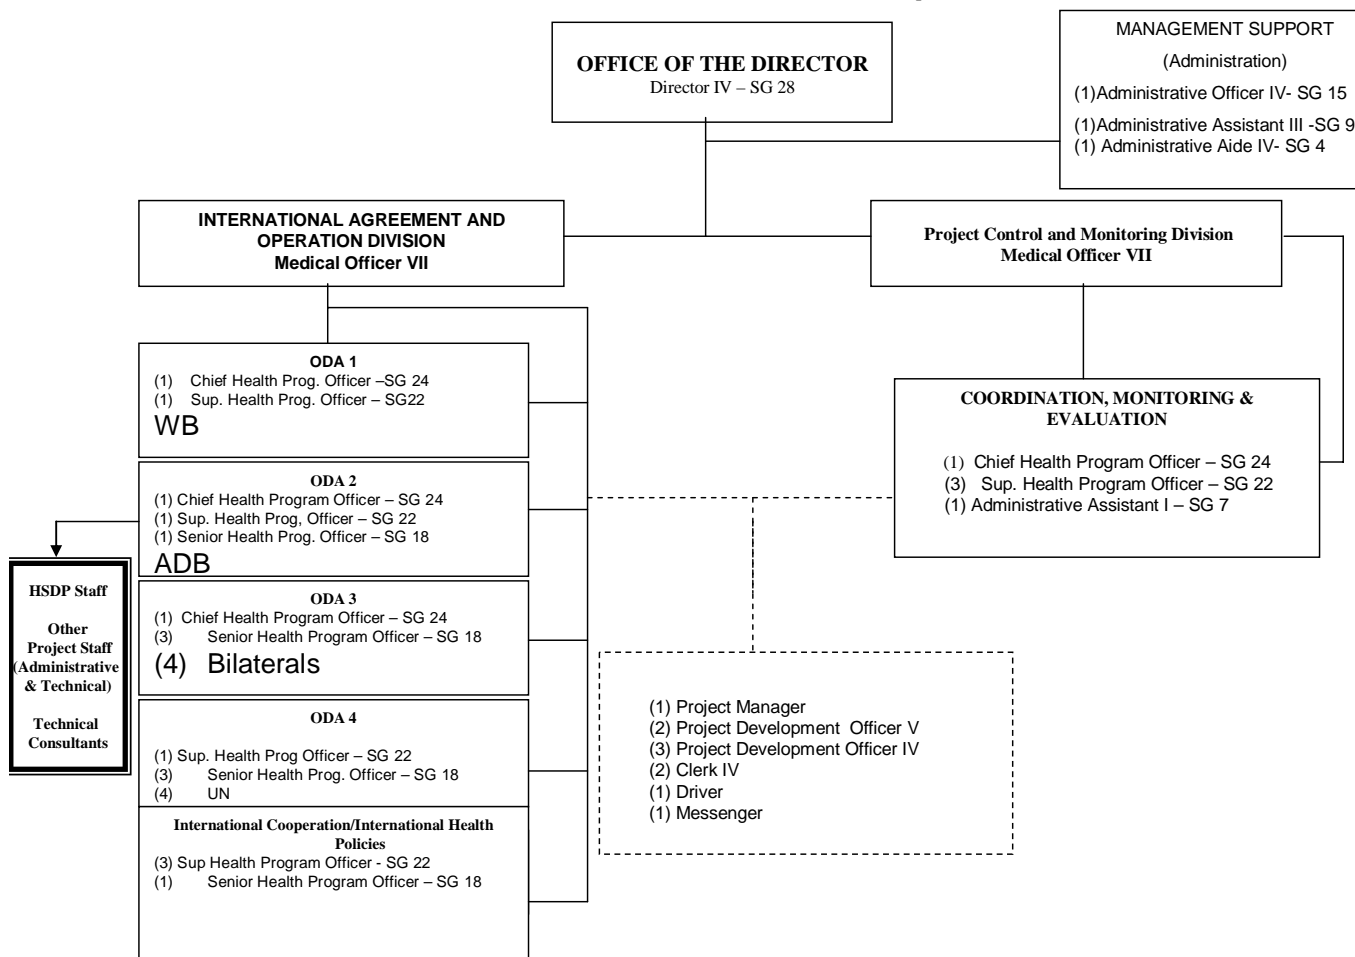 OFFICE OF THE DIRECTOR
Director IV – SG 28
MANAGEMENT SUPPORT
(Administration)
(1)Administrative Officer IV- SG 15
(1)Administrative Assistant III -SG 9
(1) Administrative Aide IV- SG 4
INTERNATIONAL AGREEMENT AND
OPERATION DIVISION
Medical Officer VII
Project Control and Monitoring Division
Medical Officer VII
ODA 1
(1) Chief Health Prog. Officer –SG 24
(1) Sup. Health Prog. Officer – SG22
WB
ODA 2
(1) Chief Health Program Officer – SG 24
(1) Sup. Health Prog, Officer – SG 22
(1) Senior Health Prog. Officer – SG 18
ADB
ODA 3
(1) Chief Health Program Officer – SG 24
(3) Senior Health Program Officer – SG 18
(4) Bilaterals
ODA 4
(1) Sup. Health Prog Officer – SG 22
(3) Senior Health Prog. Officer – SG 18
(4) UN
International Cooperation/International Health
Policies
(3) Sup Health Program Officer - SG 22
(1) Senior Health Program Officer – SG 18
HSDP Staff
Other
Project Staff
(Administrative
& Technical)
Technical
Consultants
COORDINATION, MONITORING &
EVALUATION
(1) Chief Health Program Officer – SG 24
(3) Sup. Health Program Officer – SG 22
(1) Administrative Assistant I – SG 7
(1) Project Manager
(2) Project Development Officer V
(3) Project Development Officer IV
(2) Clerk IV
(1) Driver
(1) Messenger